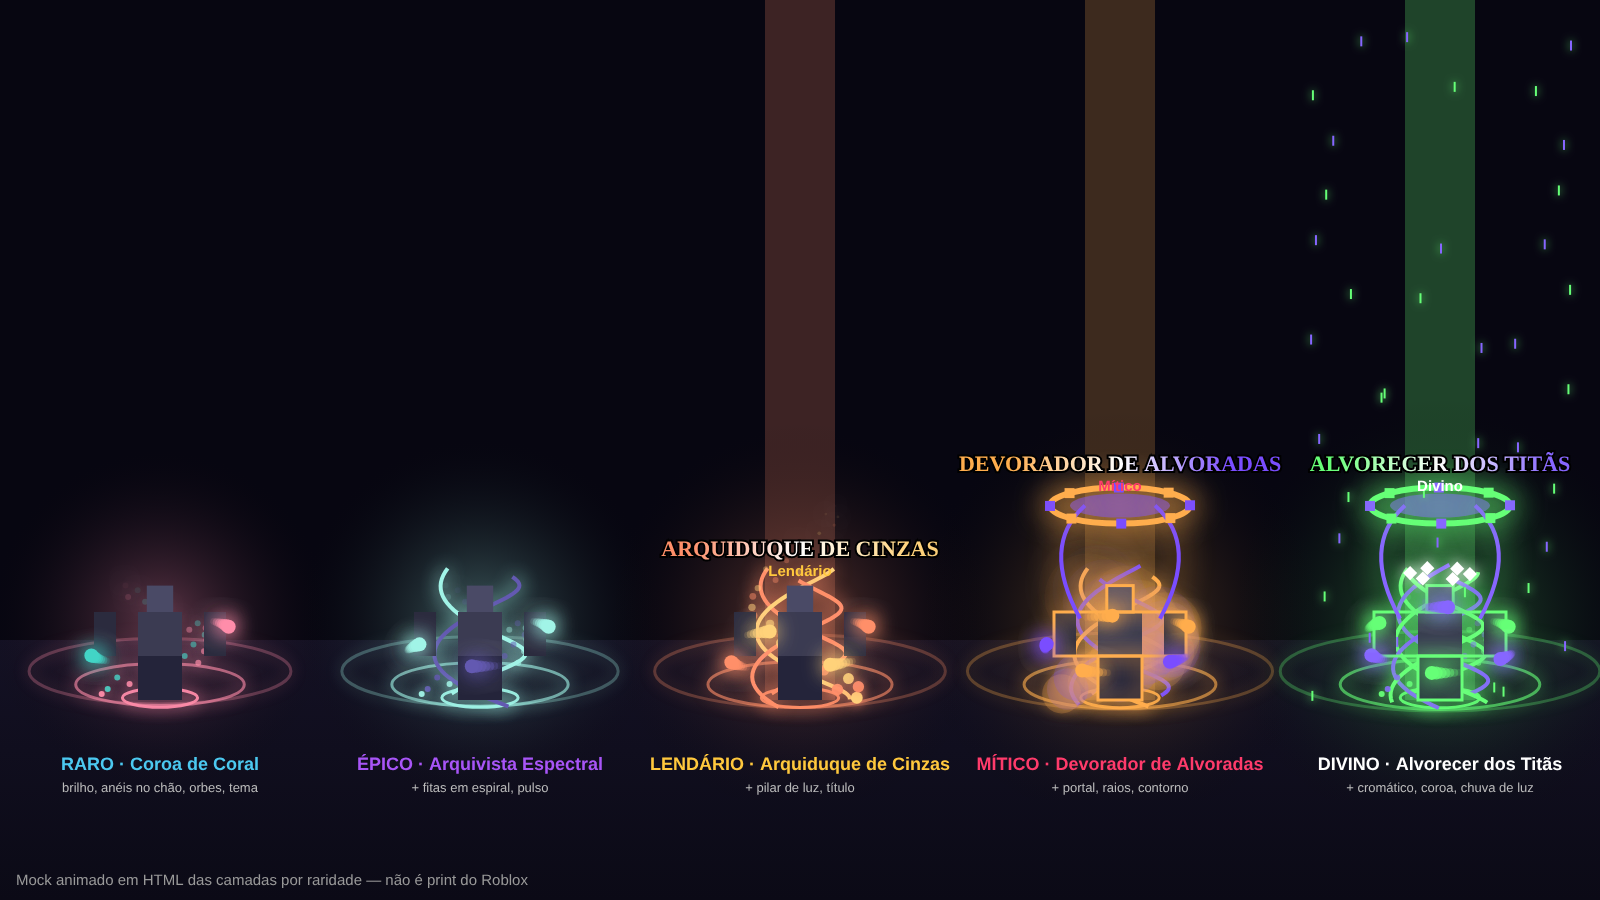 DEVORADOR DE ALVORADAS
Mítico
ALVORECER DOS TITÃS
Divino
ARQUIDUQUE DE CINZAS
Lendário
RARO · Coroa de Coral
brilho, anéis no chão, orbes, tema
ÉPICO · Arquivista Espectral
+ fitas em espiral, pulso
LENDÁRIO · Arquiduque de Cinzas
+ pilar de luz, título
MÍTICO · Devorador de Alvoradas
+ portal, raios, contorno
DIVINO · Alvorecer dos Titãs
+ cromático, coroa, chuva de luz
Mock animado em HTML das camadas por raridade — não é print do Roblox